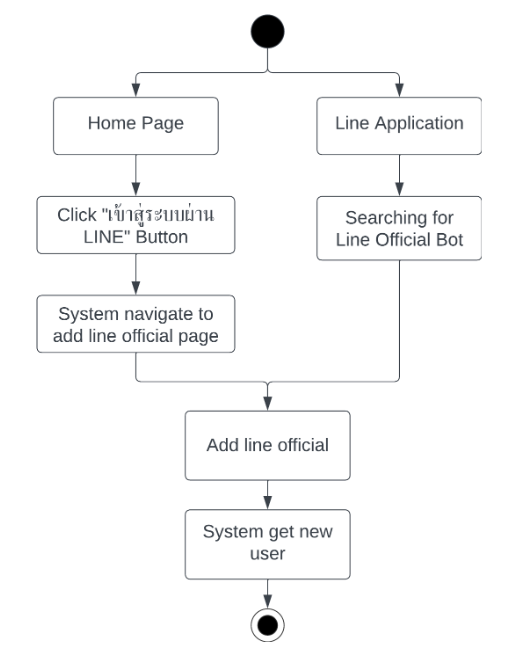 Home Page
Line Application
Click "เข้าสู่ระบบผ่าน
LINE" Button
Searching for
Line Official Bot
System navigate to
add line official page
Add line official
System get new
user